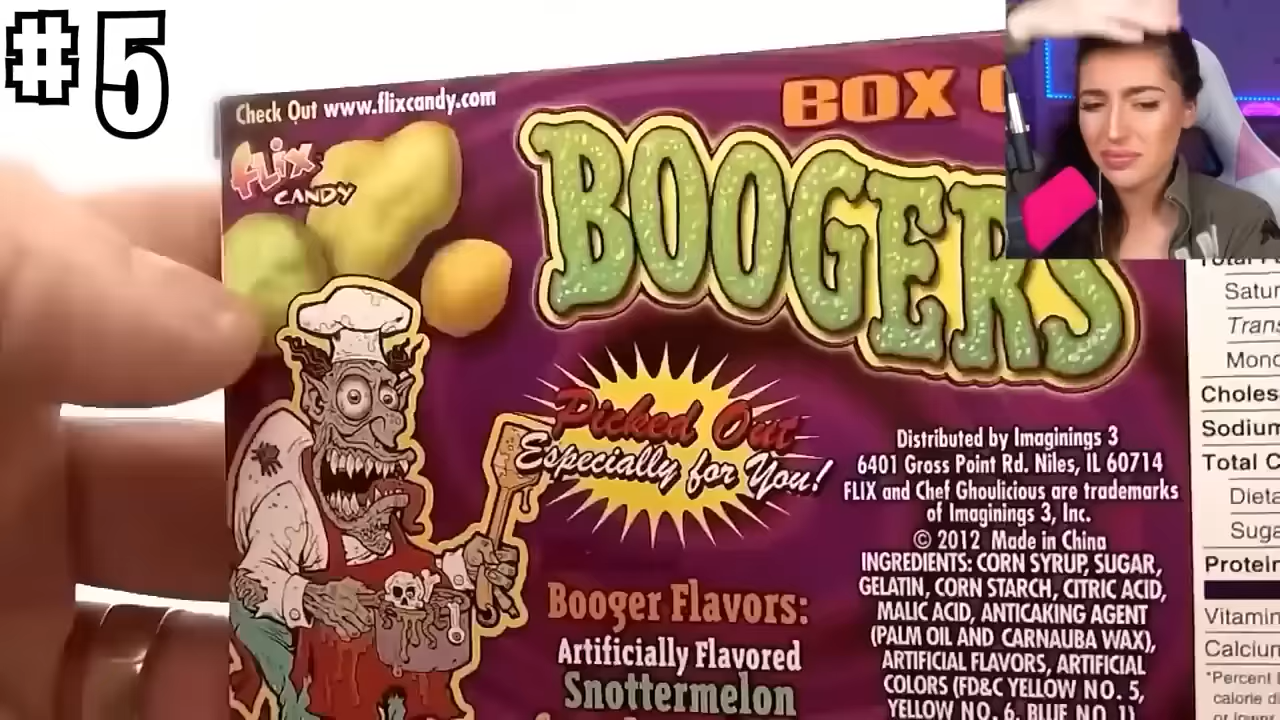 #5
Check Out www.flixcandy.com
BOX
FLix
CANDY
BOOGERS
Picked Out
Especially for You!
Distributed by Imaginings 3
6401 Gross Point Rd. Niles, IL 60714
FLIX and Chef Ghoulicious are trademarks
of Imaginings 3, Inc.
© 2012 Made in China
INGREDIENTS: CORN SYRUP, SUGAR,
GELATIN, CORN STARCH, CITRIC ACID,
MALIC ACID, ANTICAKING AGENT
(PALM OIL AND CARNAUBA WAX),
ARTIFICIAL FLAVORS, ARTIFICIAL
COLORS (FD&C YELLOW NO. 5,
YELLOW NO. 6, BLUE NO. 1)
Booger Flavors:
Artificially Flavored
Snottermelon
Satur
Trans
Mono
Choles
Sodium
Total C
Dieta
Suga
Protein
Vitamin
Calcium
*Percent
calorie d